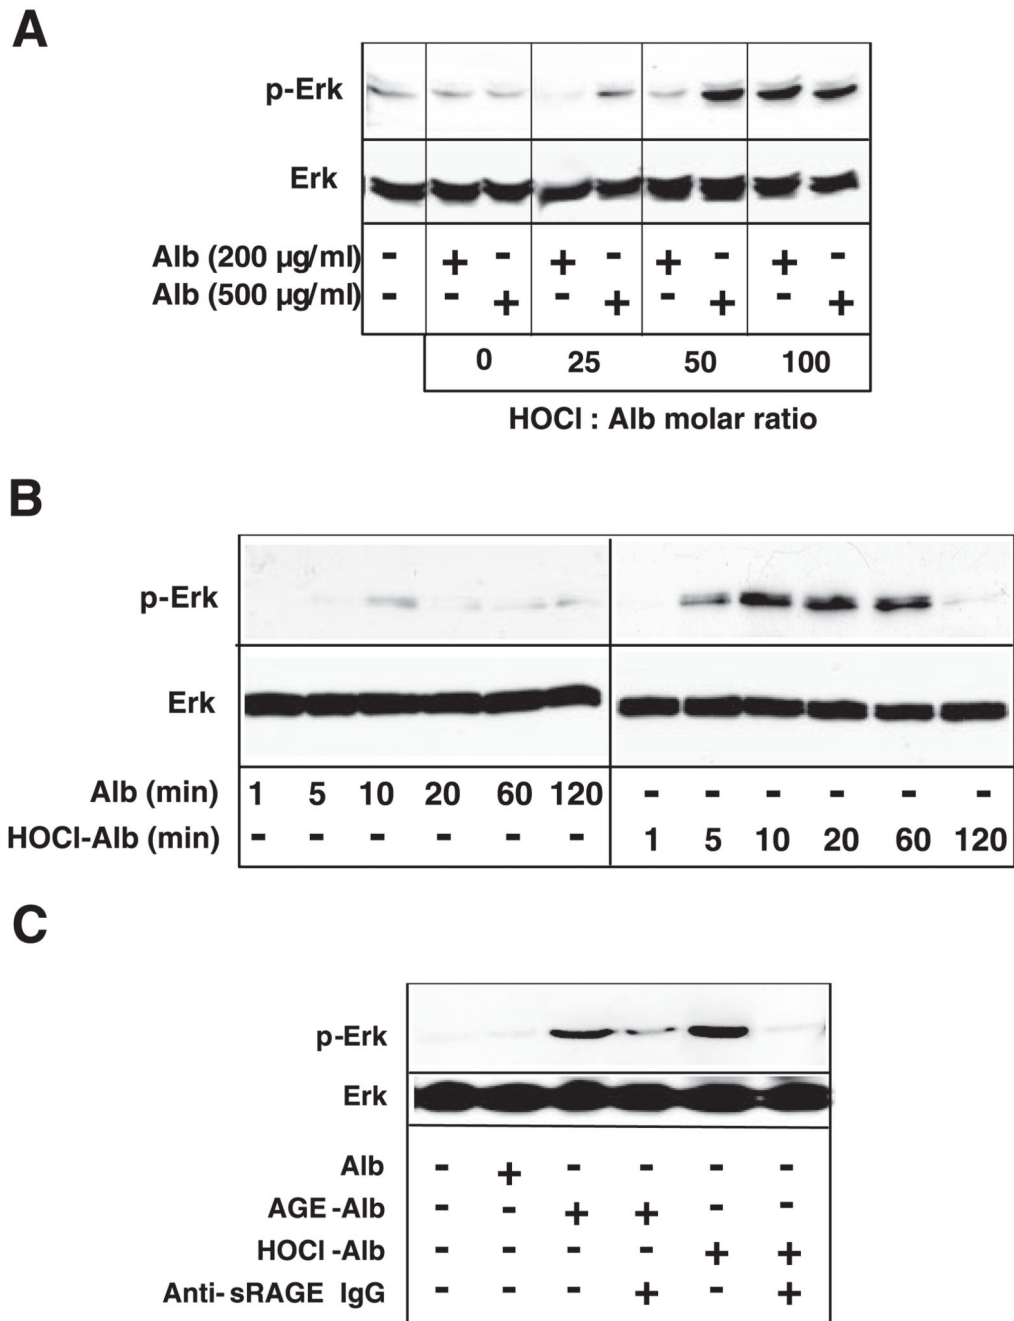 A
p-Erk
Erk
Alb (200 µg/ml) - + - + - + - + -
Alb (500 µg/ml) - - + - + - + - +
0 25 50 100
HOCl : Alb molar ratio
B
p-Erk
Erk
Alb (min) 1 5 10 20 60 120 - - - - - -
HOCl-Alb (min) - - - - - - 1 5 10 20 60 120
C
p-Erk
Erk
Alb - + - - - -
AGE -Alb - - + + - -
HOCl -Alb - - - - + +
Anti- sRAGE IgG - - - + - +